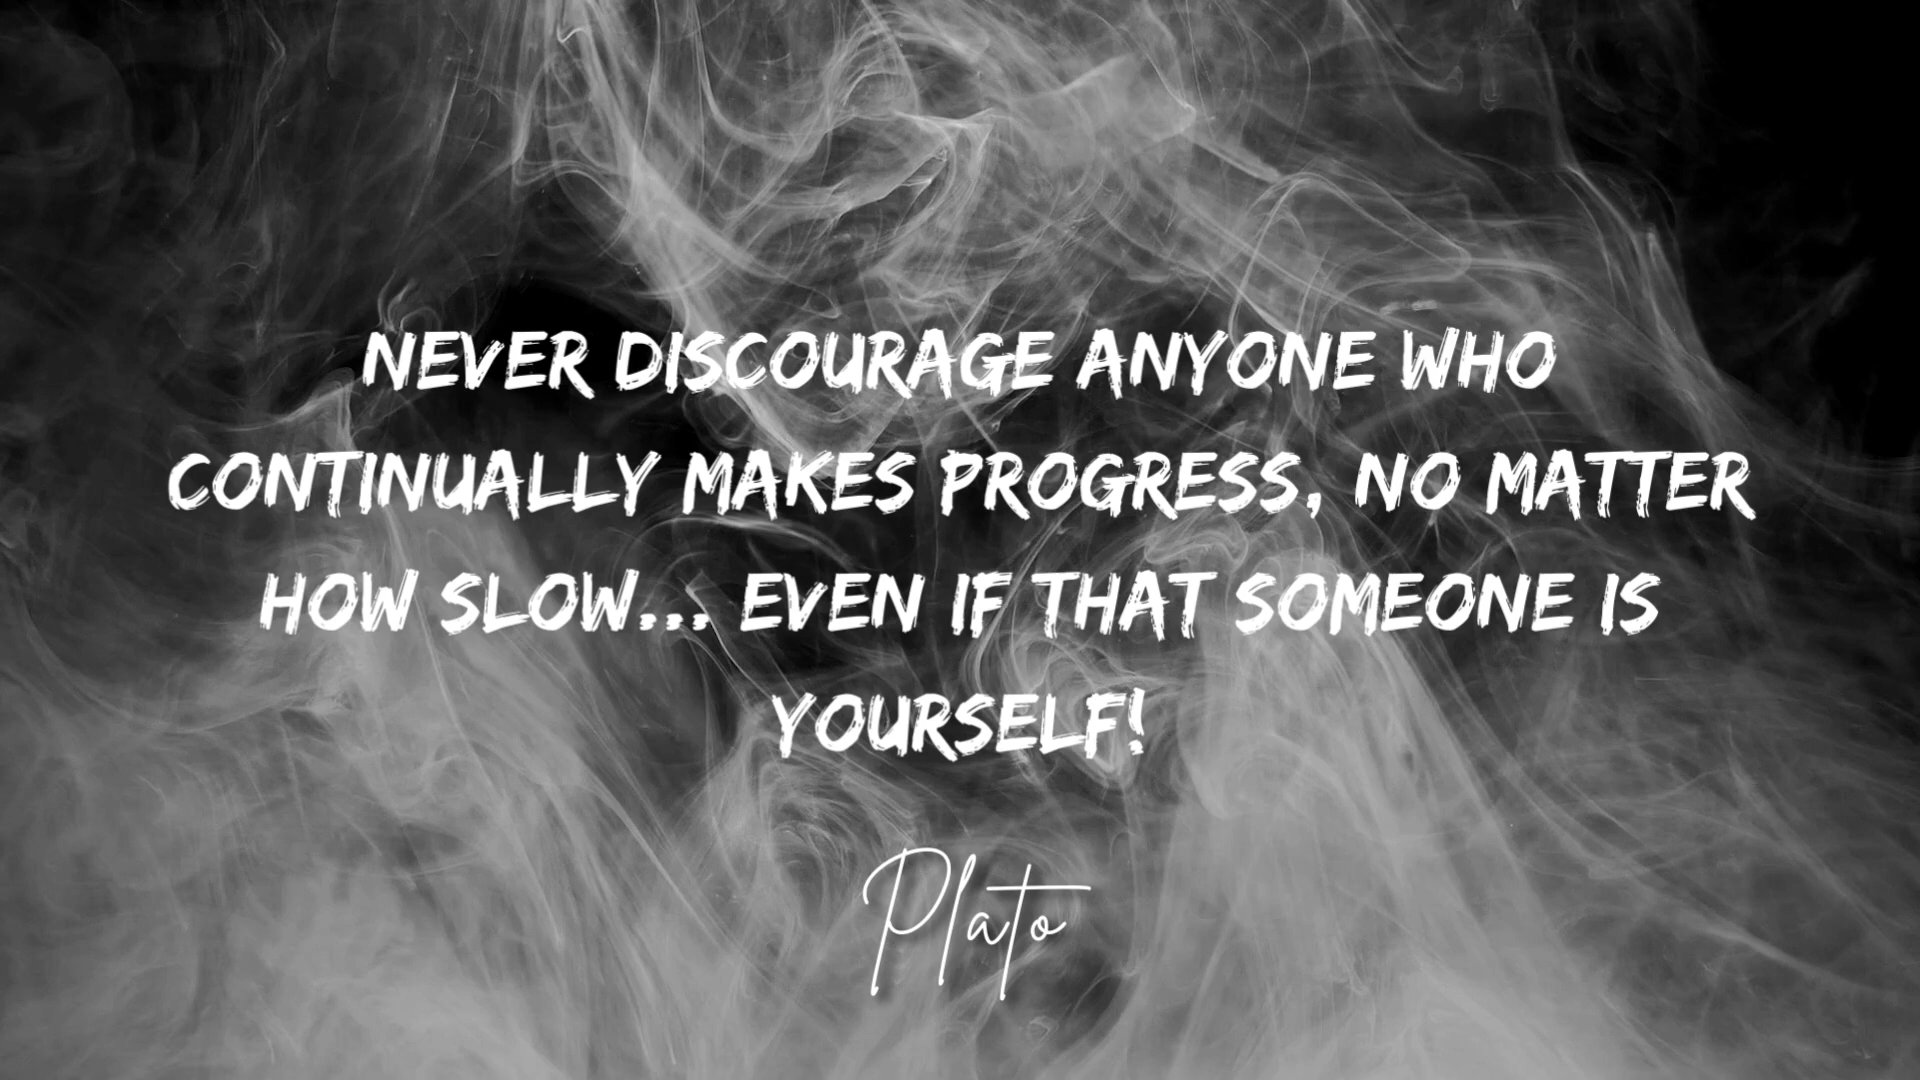 NEVER DISCOURAGE ANYONE WHO
CONTINUALLY MAKES PROGRESS, NO MATTER
HOW SLOW... EVEN IF THAT SOMEONE IS
YOURSELF!
Plato